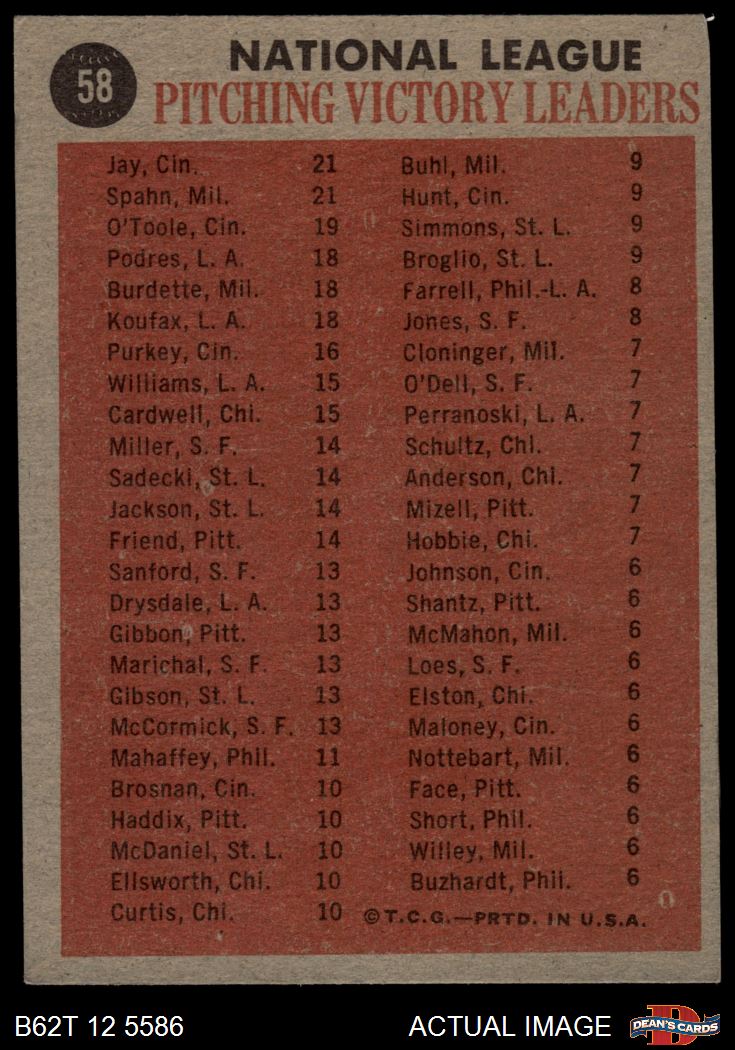 58
NATIONAL LEAGUE
PITCHING VICTORY LEADERS
Jay, Cin. 21
Spahn, Mil. 21
O'Toole, Cin. 19
Podres, L. A. 18
Burdette, Mil. 18
Koufax, L. A. 18
Purkey, Cin. 16
Williams, L. A. 15
Cardwell, Chi. 15
Miller, S. F. 14
Sadecki, St. L. 14
Jackson, St. L. 14
Friend, Pitt. 14
Sanford, S. F. 13
Drysdale, L. A. 13
Gibbon, Pitt. 13
Marichal, S. F. 13
Gibson, St. L. 13
McCormick, S. F. 13
Mahaffey, Phil. 11
Brosnan, Cin. 10
Haddix, Pitt. 10
McDaniel, St. L. 10
Ellsworth, Chi. 10
Curtis, Chi. 10
Buhl, Mil. 9
Hunt, Cin. 9
Simmons, St. L. 9
Broglio, St. L. 9
Farrell, Phil.-L. A. 8
Jones, S. F. 8
Cloninger, Mil. 7
O'Dell, S. F. 7
Perranoski, L. A. 7
Schultz, Chi. 7
Anderson, Chi. 7
Mizell, Pitt. 7
Hobbie, Chi. 7
Johnson, Cin. 6
Shantz, Pitt. 6
McMahon, Mil. 6
Loes, S. F. 6
Elston, Chi. 6
Maloney, Cin. 6
Nottebart, Mil. 6
Face, Pitt. 6
Short, Phil. 6
Willey, Mil. 6
Buzhardt, Phil. 6
©T.C.G.—PRTD. IN U.S.A.
B62T 12 5586
ACTUAL IMAGE
DEAN'S CARDS